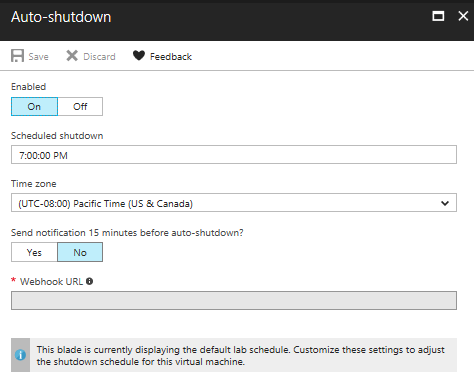 Auto-shutdown
Save Discard Feedback
Enabled
On Off
Scheduled shutdown
7:00:00 PM
Time zone
(UTC-08:00) Pacific Time (US & Canada)
Send notification 15 minutes before auto-shutdown?
Yes No
* Webhook URL
This blade is currently displaying the default lab schedule. Customize these settings to adjust
the shutdown schedule for this virtual machine.